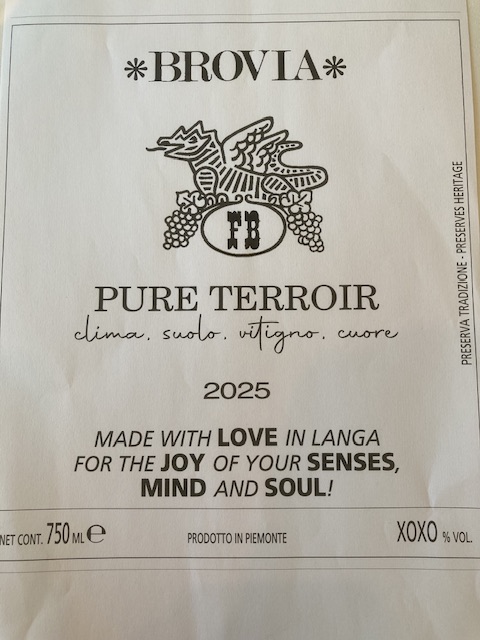 *BROVIA*
FB
PURE TERROIR
clima. suolo. vitigno. cuore
2025
MADE WITH LOVE IN LANGA
FOR THE JOY OF YOUR SENSES,
MIND AND SOUL!
NET CONT. 750 ML e
PRODOTTO IN PIEMONTE
XOXO % VOL.
PRESERVA TRADIZIONE - PRESERVES HERITAGE